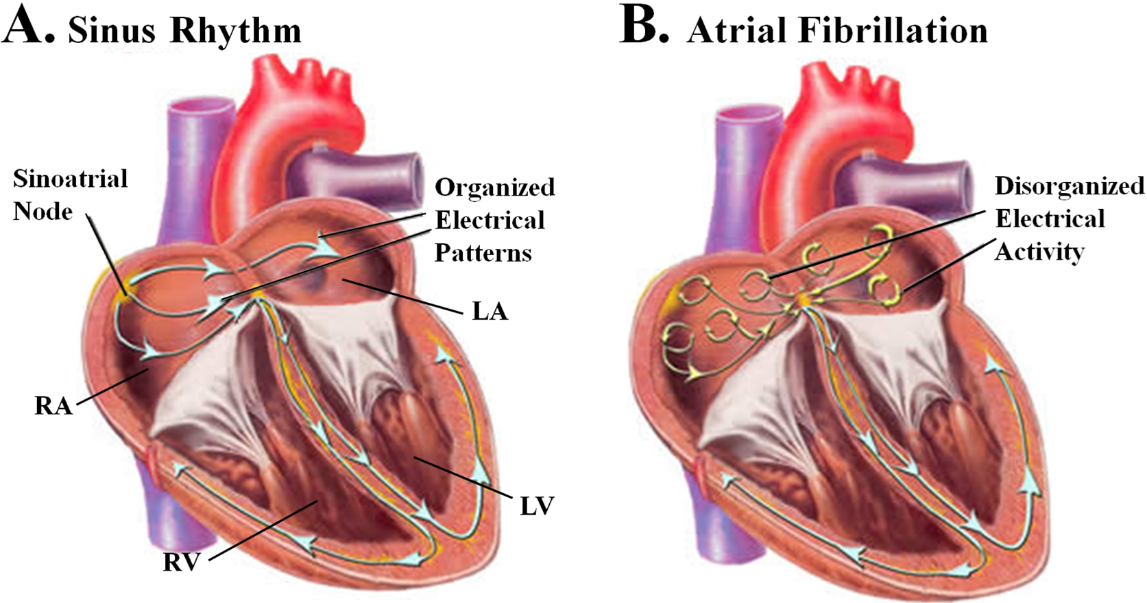 A. Sinus Rhythm
Sinoatrial
Node
Organized
Electrical
Patterns
LA
RA
LV
RV
B. Atrial Fibrillation
Disorganized
Electrical
Activity